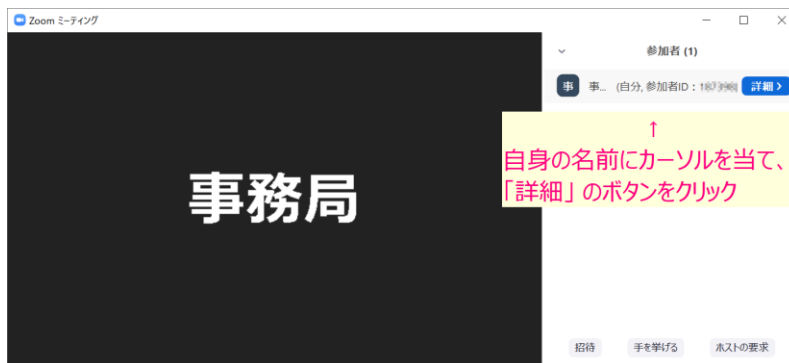 Zoom ミーティング
参加者 (1)
事 事... (自分, 参加者ID : 詳細 >
↑
自身の名前にカーソルを当て、
「詳細」のボタンをクリック
事務局
招待 手を挙げる ホストの要求